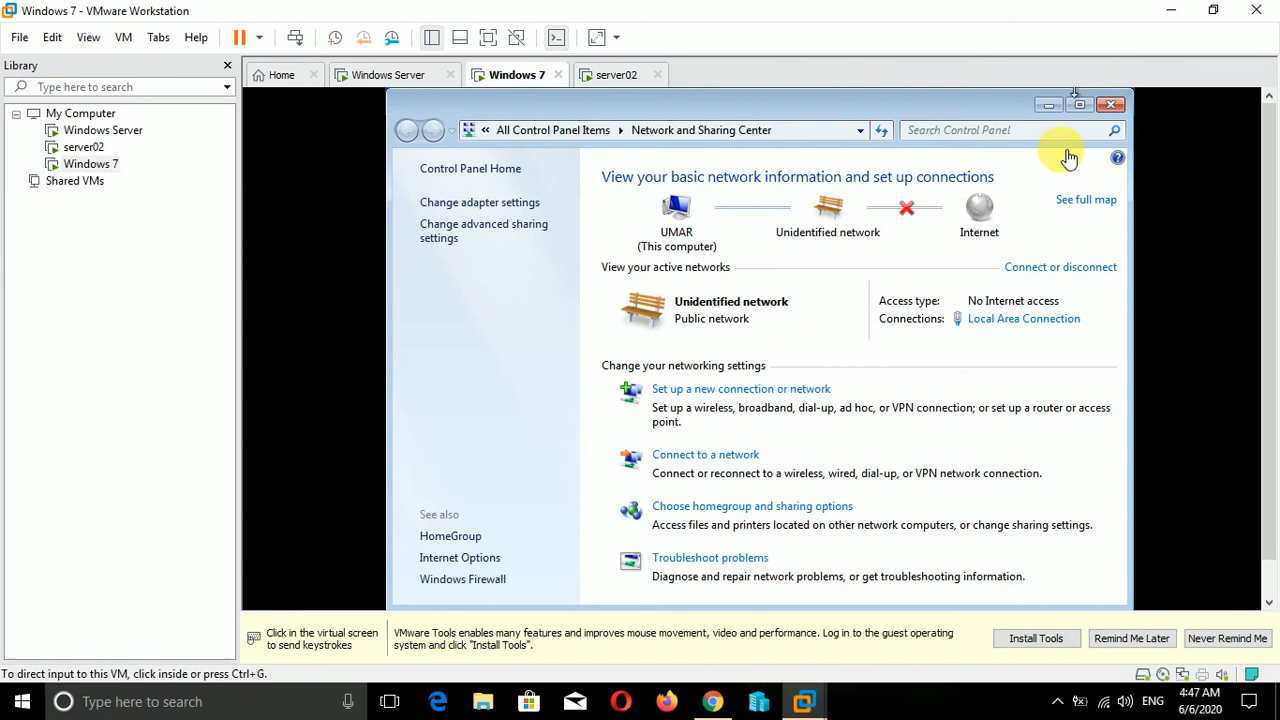 Windows 7 - VMware Workstation
File Edit View VM Tabs Help
Library
Type here to search
My Computer
Windows Server
server02
Windows 7
Shared VMs
Home
Windows Server
Windows 7
server02
« All Control Panel Items Network and Sharing Center
Search Control Panel
Control Panel Home
Change adapter settings
Change advanced sharing
settings
See also
HomeGroup
Internet Options
Windows Firewall
View your basic network information and set up connections
See full map
UMAR
(This computer)
Unidentified network
Internet
View your active networks
Connect or disconnect
Unidentified network
Public network
Access type: No Internet access
Connections: Local Area Connection
Change your networking settings
Set up a new connection or network
Set up a wireless, broadband, dial-up, ad hoc, or VPN connection; or set up a router or access
point.
Connect to a network
Connect or reconnect to a wireless, wired, dial-up, or VPN network connection.
Choose homegroup and sharing options
Access files and printers located on other network computers, or change sharing settings.
Troubleshoot problems
Diagnose and repair network problems, or get troubleshooting information.
Click in the virtual screen
to send keystrokes
VMware Tools enables many features and improves mouse movement, video and performance. Log in to the guest operating
system and click "Install Tools".
Install Tools
Remind Me Later
Never Remind Me
To direct input to this VM, click inside or press Ctrl+G.
Type here to search
ENG
4:47 AM
6/6/2020